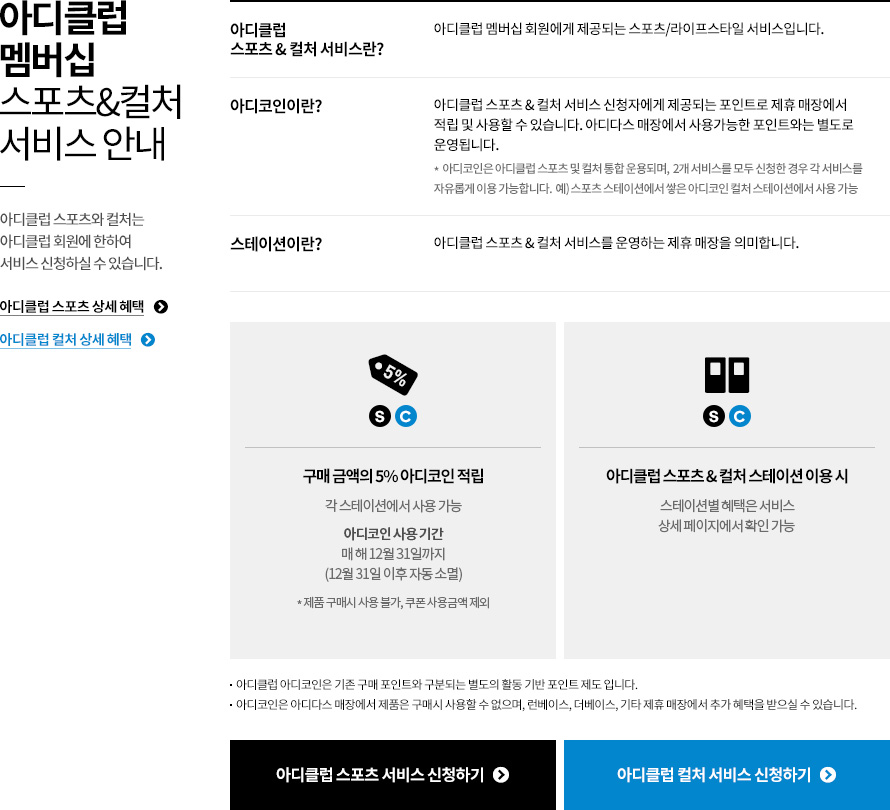 아디클럽
멤버십
스포츠&컬처
서비스 안내
아디클럽 스포츠와 컬처는
아디클럽 회원에 한하여
서비스 신청하실 수 있습니다.
아디클럽 스포츠 상세 혜택
아디클럽 컬처 상세 혜택
아디클럽
스포츠 & 컬처 서비스란?
아디클럽 멤버십 회원에게 제공되는 스포츠/라이프스타일 서비스입니다.
아디코인이란?
아디클럽 스포츠 & 컬처 서비스 신청자에게 제공되는 포인트로 제휴 매장에서
적립 및 사용할 수 있습니다. 아디다스 매장에서 사용가능한 포인트와는 별도로
운영됩니다.
* 아디코인은 아디클럽 스포츠 및 컬처 통합 운용되며, 2개 서비스를 모두 신청한 경우 각 서비스를
자유롭게 이용 가능합니다. 예) 스포츠 스테이션에서 쌓은 아디코인 컬처 스테이션에서 사용 가능
스테이션이란?
아디클럽 스포츠 & 컬처 서비스를 운영하는 제휴 매장을 의미합니다.
5%
S C
구매 금액의 5% 아디코인 적립
각 스테이션에서 사용 가능
아디코인 사용 기간
매 해 12월 31일까지
(12월 31일 이후 자동 소멸)
* 제품 구매시 사용 불가, 쿠폰 사용금액 제외
S C
아디클럽 스포츠 & 컬처 스테이션 이용 시
스테이션별 혜택은 서비스
상세 페이지에서 확인 가능
• 아디클럽 아디코인은 기존 구매 포인트와 구분되는 별도의 활동 기반 포인트 제도 입니다.
• 아디코인은 아디다스 매장에서 제품은 구매시 사용할 수 없으며, 런베이스, 더베이스, 기타 제휴 매장에서 추가 혜택을 받으실 수 있습니다.
아디클럽 스포츠 서비스 신청하기
아디클럽 컬처 서비스 신청하기